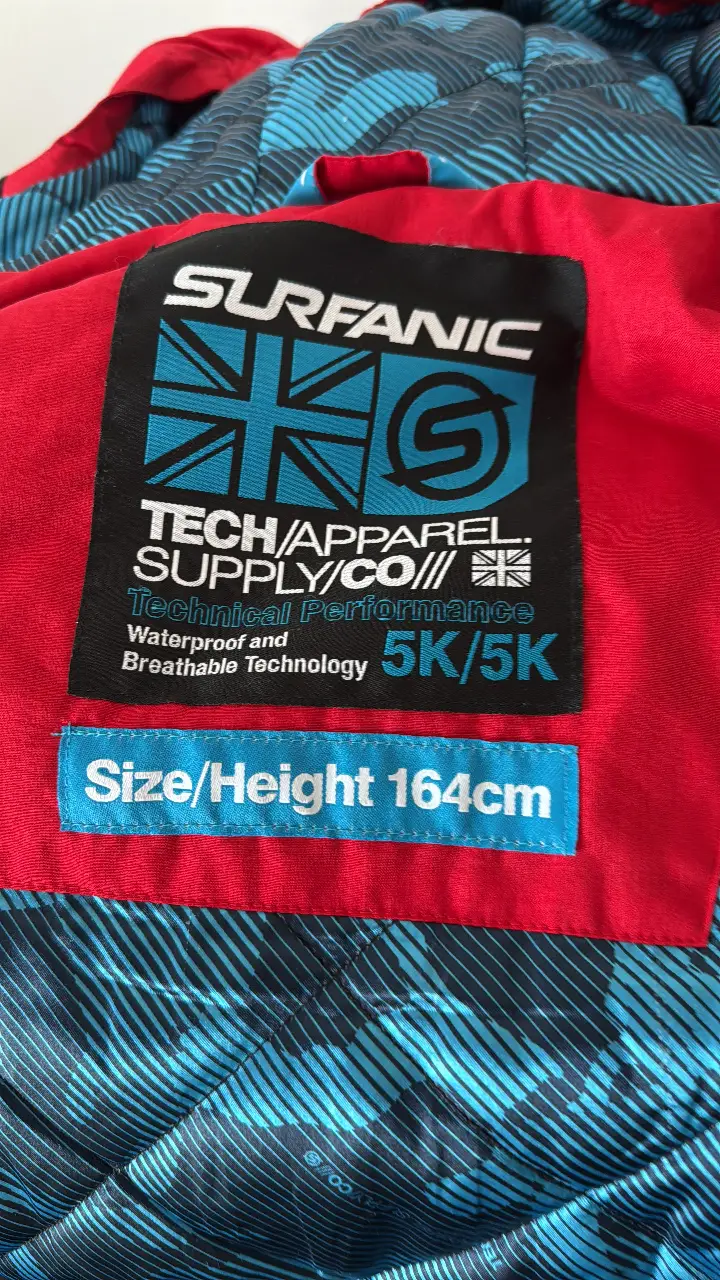 SURFANIC
TECH//APPAREL.
SUPPLY/CO///
Technical Performance
Waterproof and
Breathable Technology
5K/5K
Size/Height 164cm